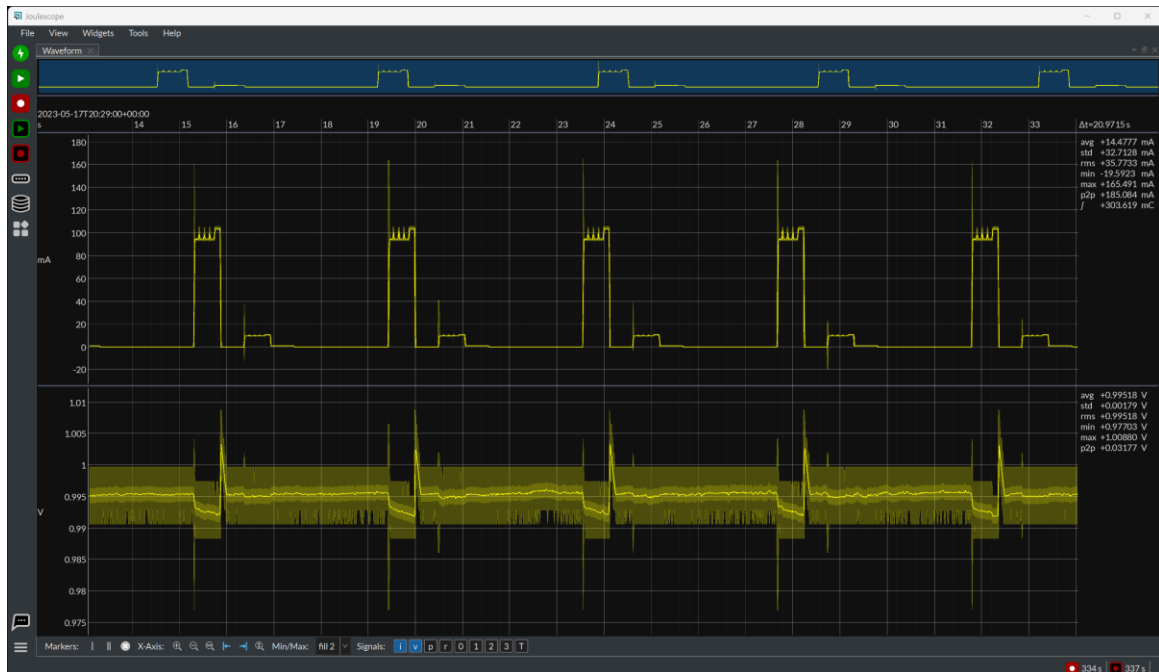 Joulescope
File View Widgets Tools Help
Waveform
2023-05-17T20:29:00+00:00
s 14 15 16 17 18 19 20 21 22 23 24 25 26 27 28 29 30 31 32 33 Δt=20.9715 s
180
160
140
120
100
mA
80
60
40
20
0
-20
avg +14.4777 mA
std +32.7128 mA
rms +35.7733 mA
min -19.5923 mA
max +165.491 mA
p2p +185.084 mA
∫ +303.619 mC
1.01
1.005
1
0.995
V
0.99
0.985
0.98
0.975
avg +0.99518 V
std +0.00179 V
rms +0.99518 V
min +0.97703 V
max +1.00880 V
p2p +0.03177 V
Markers: X-Axis: Min/Max: fill 2 Signals: i v p r 0 1 2 3 T
334 s 337 s